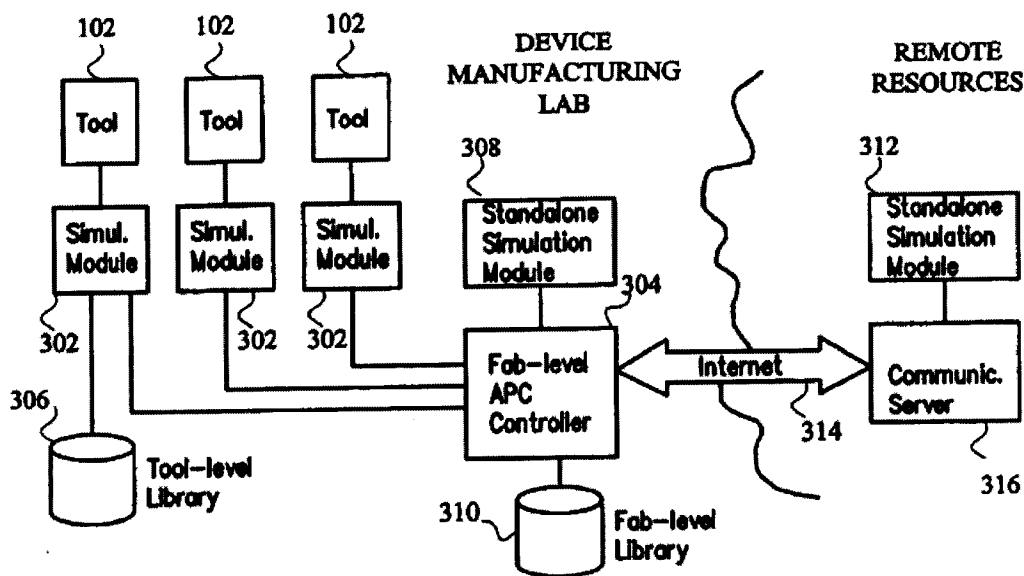 102
102
102
DEVICE
MANUFACTURING
LAB
REMOTE
RESOURCES
Tool
Tool
Tool
308
312
Simul.
Module
Simul.
Module
Simul.
Module
Standalone
Simulation
Module
Standalone
Simulation
Module
302
302
302
304
Fab-level
APC
Controller
Internet
314
Communic.
Server
316
306
Tool-level
Library
310
Fab-level
Library